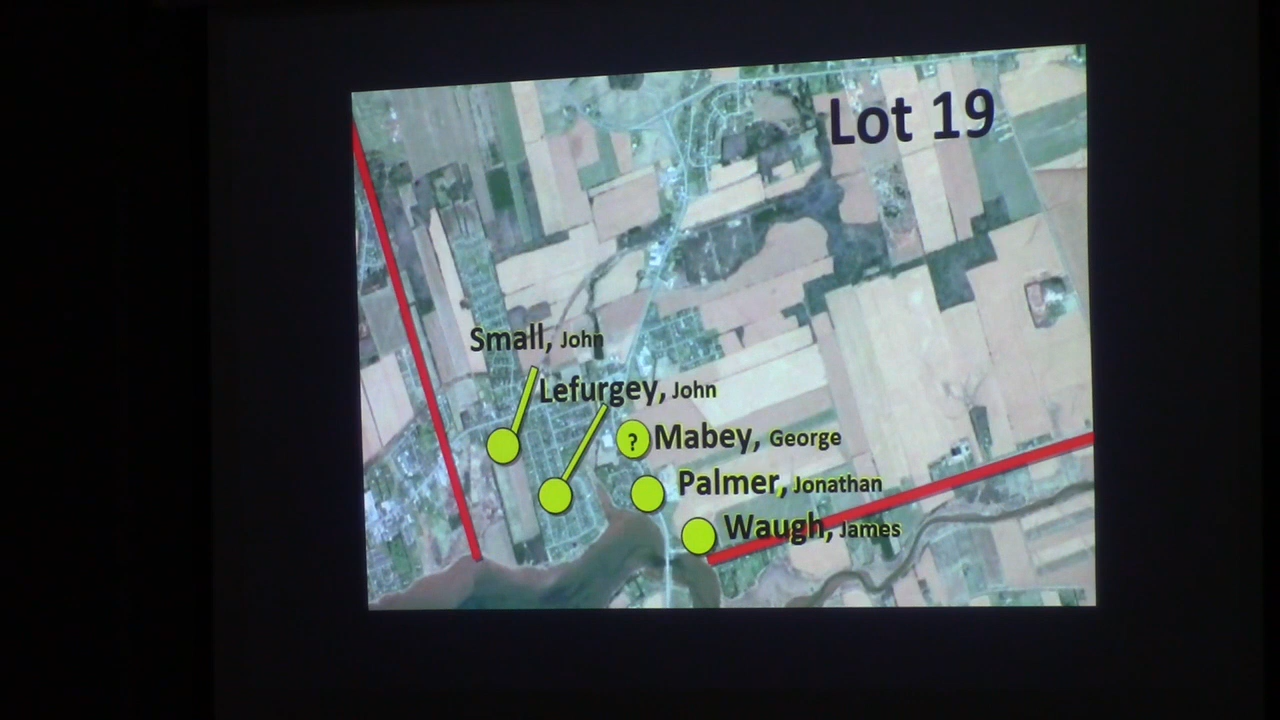 Lot 19
Small, John
Lefurgey, John
? Mabey, George
Palmer, Jonathan
Waugh, James